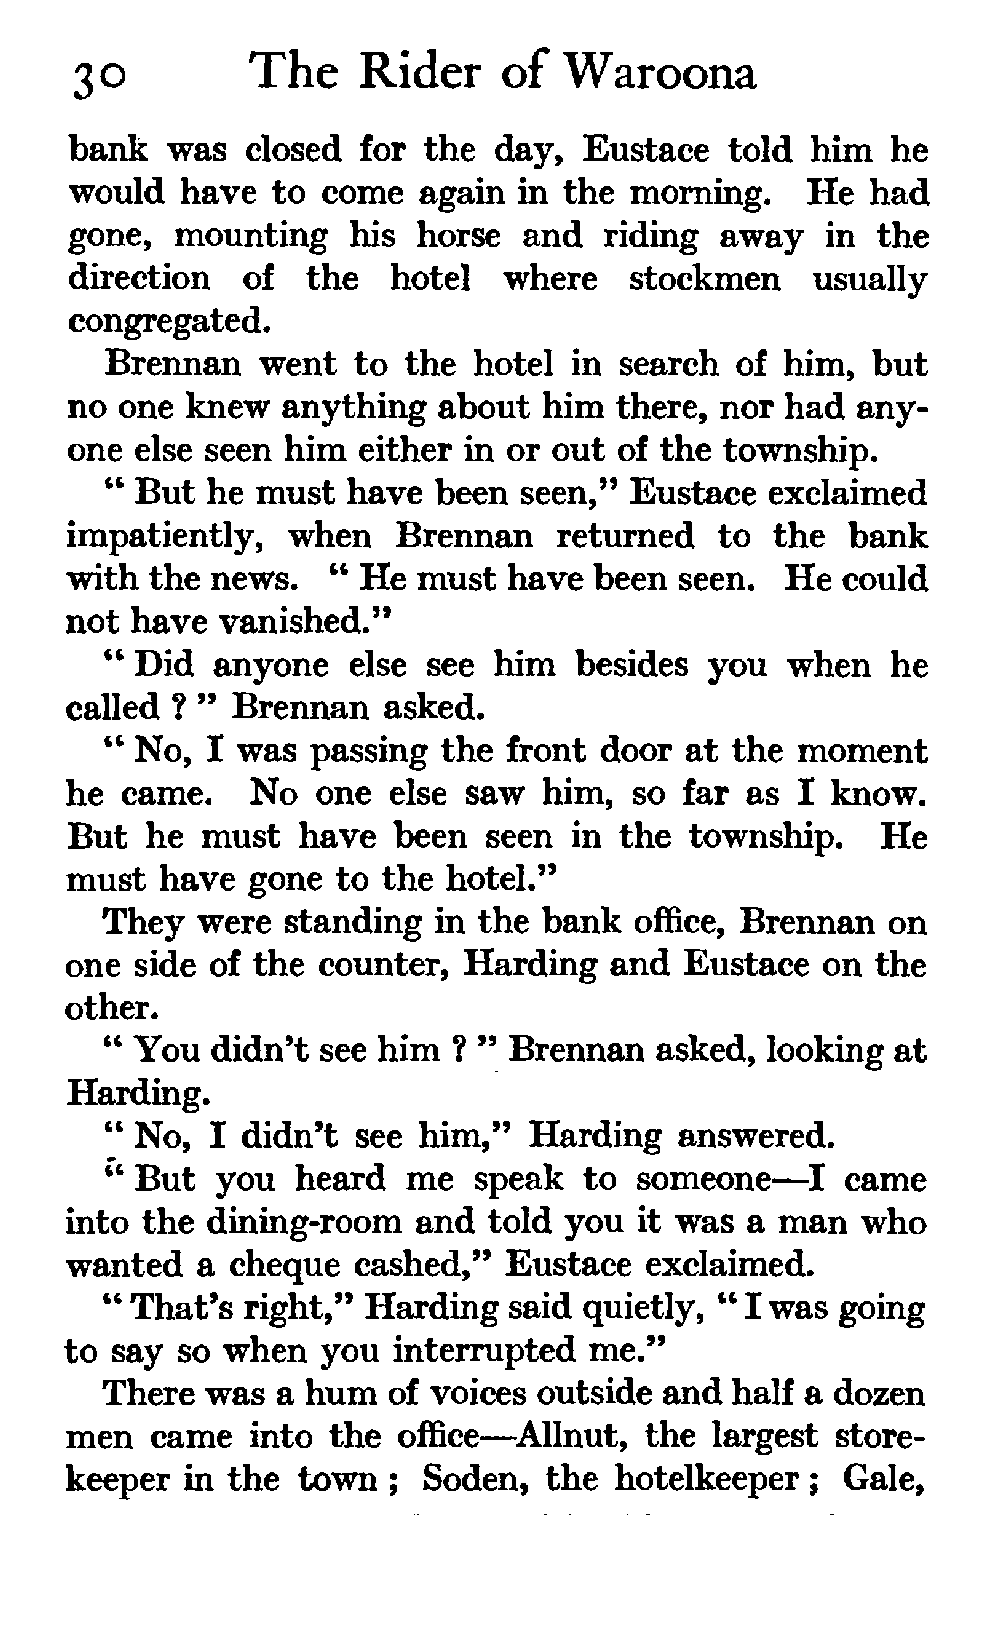 30 The Rider of Waroona
bank was closed for the day, Eustace told him he
would have to come again in the morning. He had
gone, mounting his horse and riding away in the
direction of the hotel where stockmen usually
congregated.
Brennan went to the hotel in search of him, but
no one knew anything about him there, nor had any-
one else seen him either in or out of the township.
“ But he must have been seen,” Eustace exclaimed
impatiently, when Brennan returned to the bank
with the news. “ He must have been seen. He could
not have vanished.”
“ Did anyone else see him besides you when he
called ? ” Brennan asked.
“ No, I was passing the front door at the moment
he came. No one else saw him, so far as I know.
But he must have been seen in the township. He
must have gone to the hotel.”
They were standing in the bank office, Brennan on
one side of the counter, Harding and Eustace on the
other.
“ You didn’t see him ? ” Brennan asked, looking at
Harding.
“ No, I didn’t see him,” Harding answered.
“ But you heard me speak to someone—I came
into the dining-room and told you it was a man who
wanted a cheque cashed,” Eustace exclaimed.
“ That’s right,” Harding said quietly, “ I was going
to say so when you interrupted me.”
There was a hum of voices outside and half a dozen
men came into the office—Allnut, the largest store-
keeper in the town ; Soden, the hotelkeeper ; Gale,